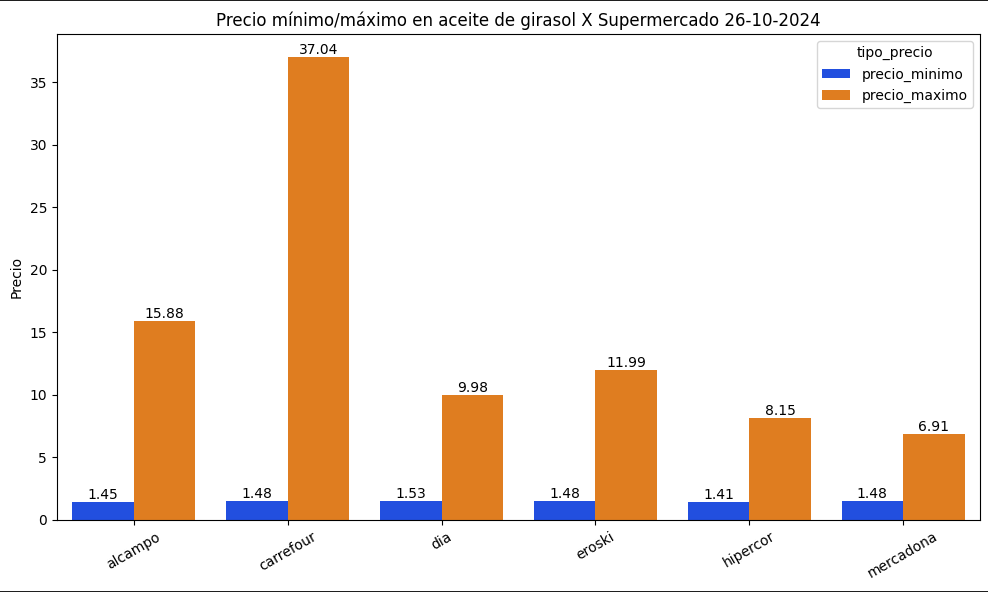 Precio mínimo/máximo en aceite de girasol X Supermercado 26-10-2024
tipo_precio
precio_minimo
precio_maximo
Precio
35
30
25
20
15
10
5
0
1.45
15.88
1.48
37.04
1.53
9.98
1.48
11.99
1.41
8.15
1.48
6.91
alcampo
carrefour
dia
eroski
hipercor
mercadona